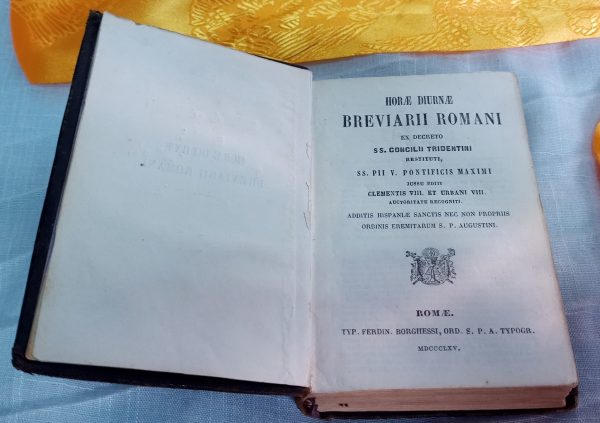 HORÆ DIURNÆ
BREVIARII ROMANI
EX DECRETO
SS. CONCILII TRIDENTINI
RESTITUTI,
SS. PII V. PONTIFICIS MAXIMI
JUSSU EDITI
CLEMENTIS VIII. ET URBANI VIII.
AUCTORITATE RECOGNITI.
ADDITIS HISPANIÆ SANCTIS NEC NON PROPRIIS
ORDINIS EREMITARUM S. P. AUGUSTINI.
ROMÆ.
TYP. FERDIN. BORGHESSI, ORD. S. P. A. TYPOGR.
MDCCCLXV.